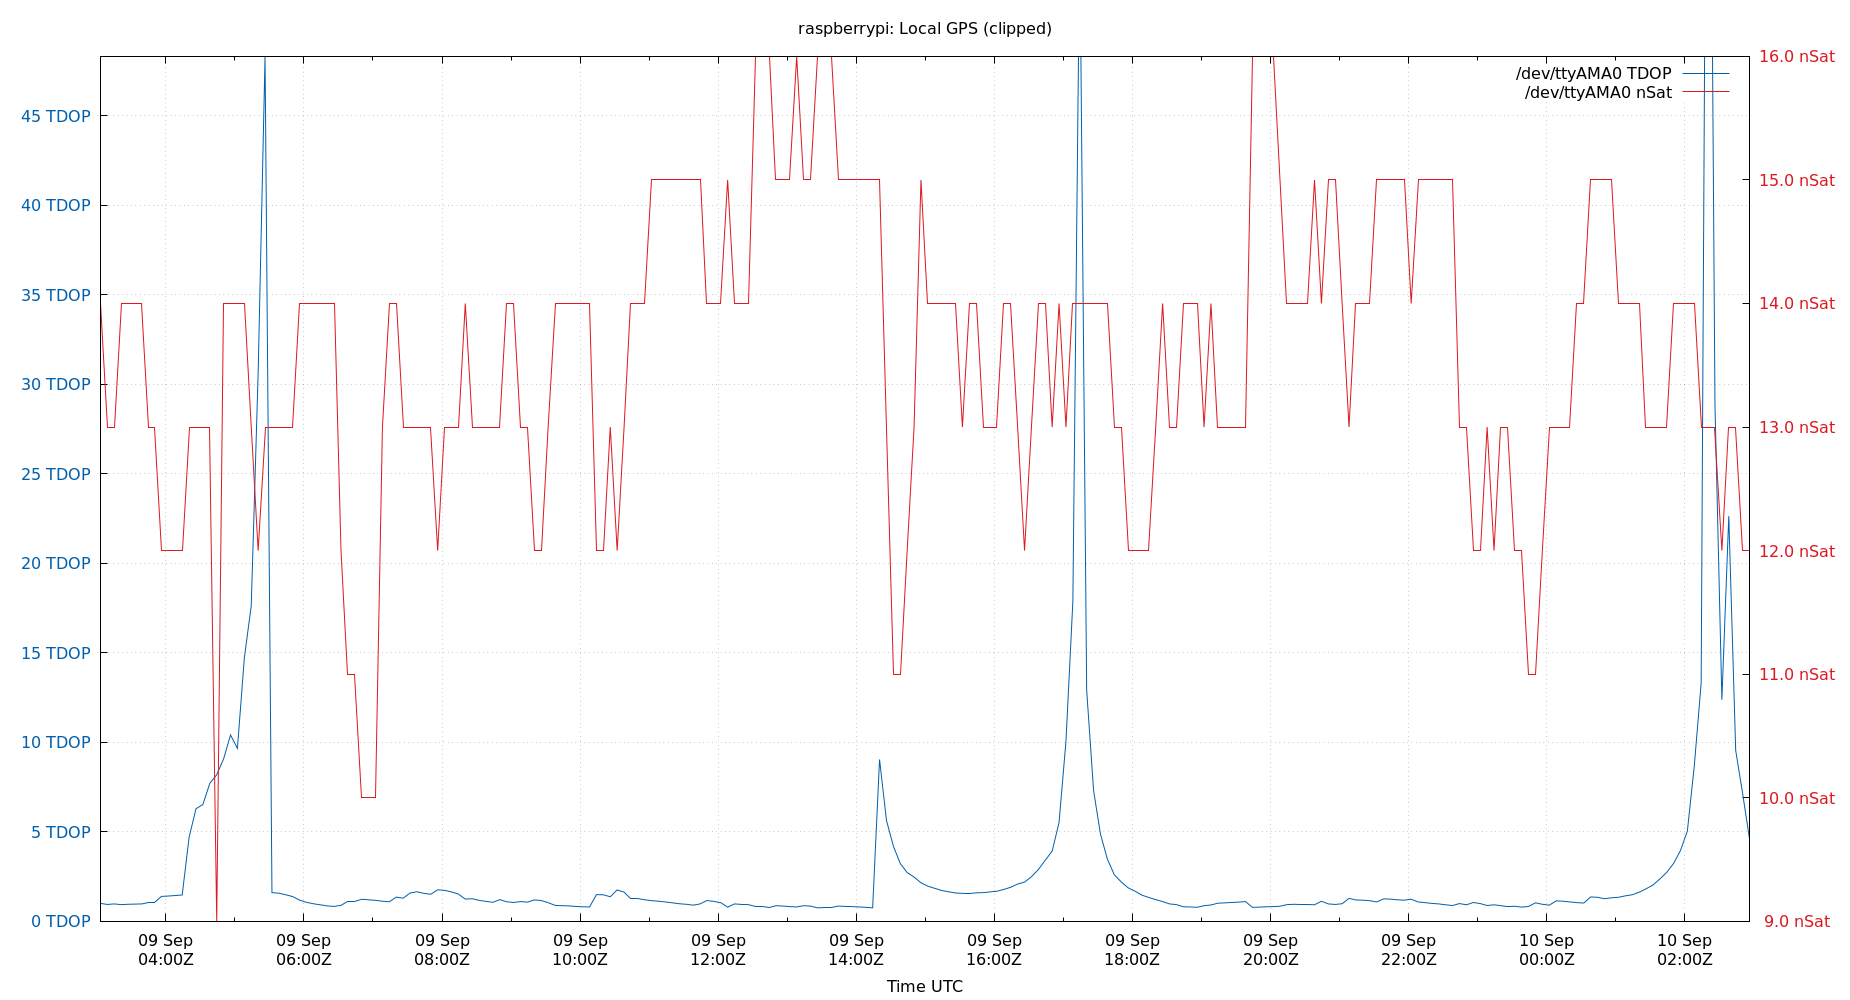 raspberrypi: Local GPS (clipped)
/dev/ttyAMA0 TDOP
/dev/ttyAMA0 nSat
45 TDOP
40 TDOP
35 TDOP
30 TDOP
25 TDOP
20 TDOP
15 TDOP
10 TDOP
5 TDOP
0 TDOP
16.0 nSat
15.0 nSat
14.0 nSat
13.0 nSat
12.0 nSat
11.0 nSat
10.0 nSat
9.0 nSat
09 Sep
04:00Z
09 Sep
06:00Z
09 Sep
08:00Z
09 Sep
10:00Z
09 Sep
12:00Z
09 Sep
14:00Z
09 Sep
16:00Z
09 Sep
18:00Z
09 Sep
20:00Z
09 Sep
22:00Z
10 Sep
00:00Z
10 Sep
02:00Z
Time UTC